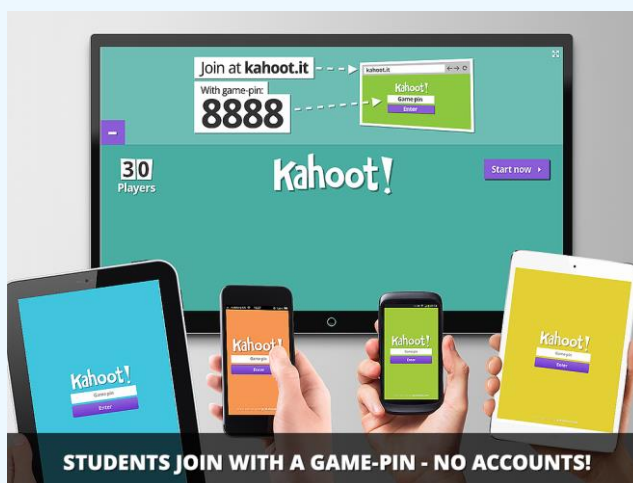 Join at kahoot.it
With game-pin:
8888
kahoot.it
Kahoot!
Game-pin
Enter
30
Players
Kahoot!
Start now
Kahoot!
Game-pin
Enter
Kahoot!
Game-pin
Enter
Kahoot!
Game-pin
Enter
Kahoot!
Game-pin
Enter
STUDENTS JOIN WITH A GAME-PIN - NO ACCOUNTS!